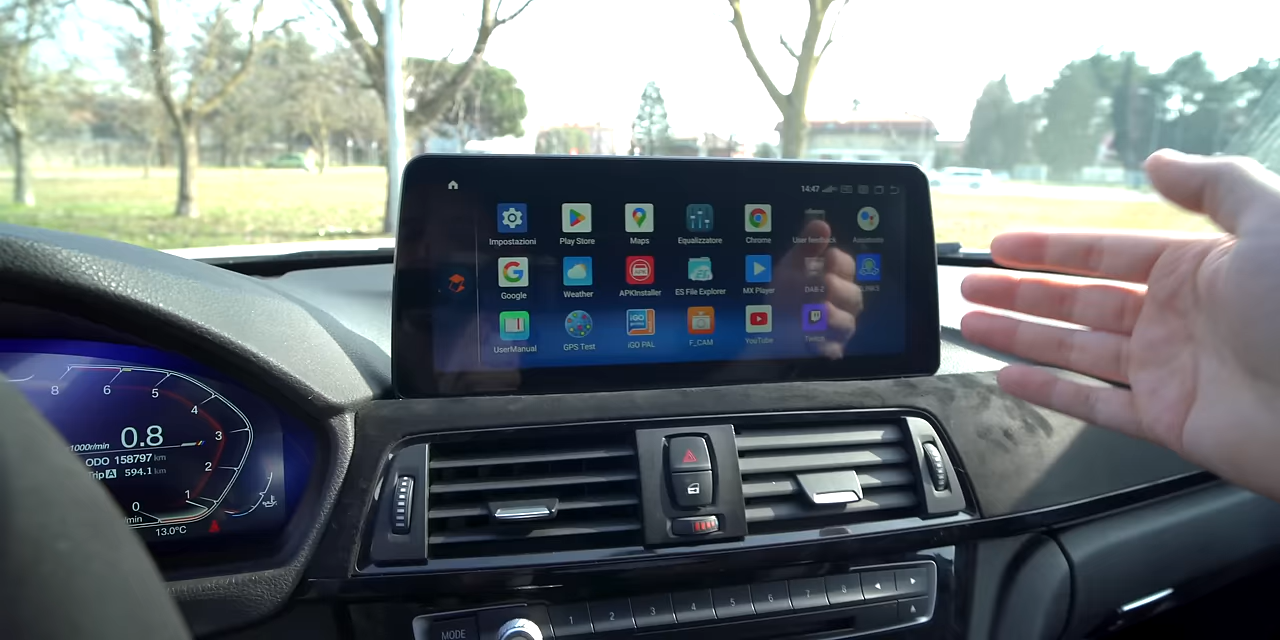 14:47
Impostazioni
Play Store
Maps
Equalizzatore
Chrome
User feedback
Assistente
Google
Weather
APKInstaller
ES File Explorer
MX Player
DAB-Z
UserManual
GPS Test
iGO PAL
F_CAM
YouTube
Twitch
8 6 5 4 3 2 1 0
1000r/min 0.8
ODO 158797 km
Trip A 594.1 km
13.0°C
MODE
1 2 3 4 5 6 7 8